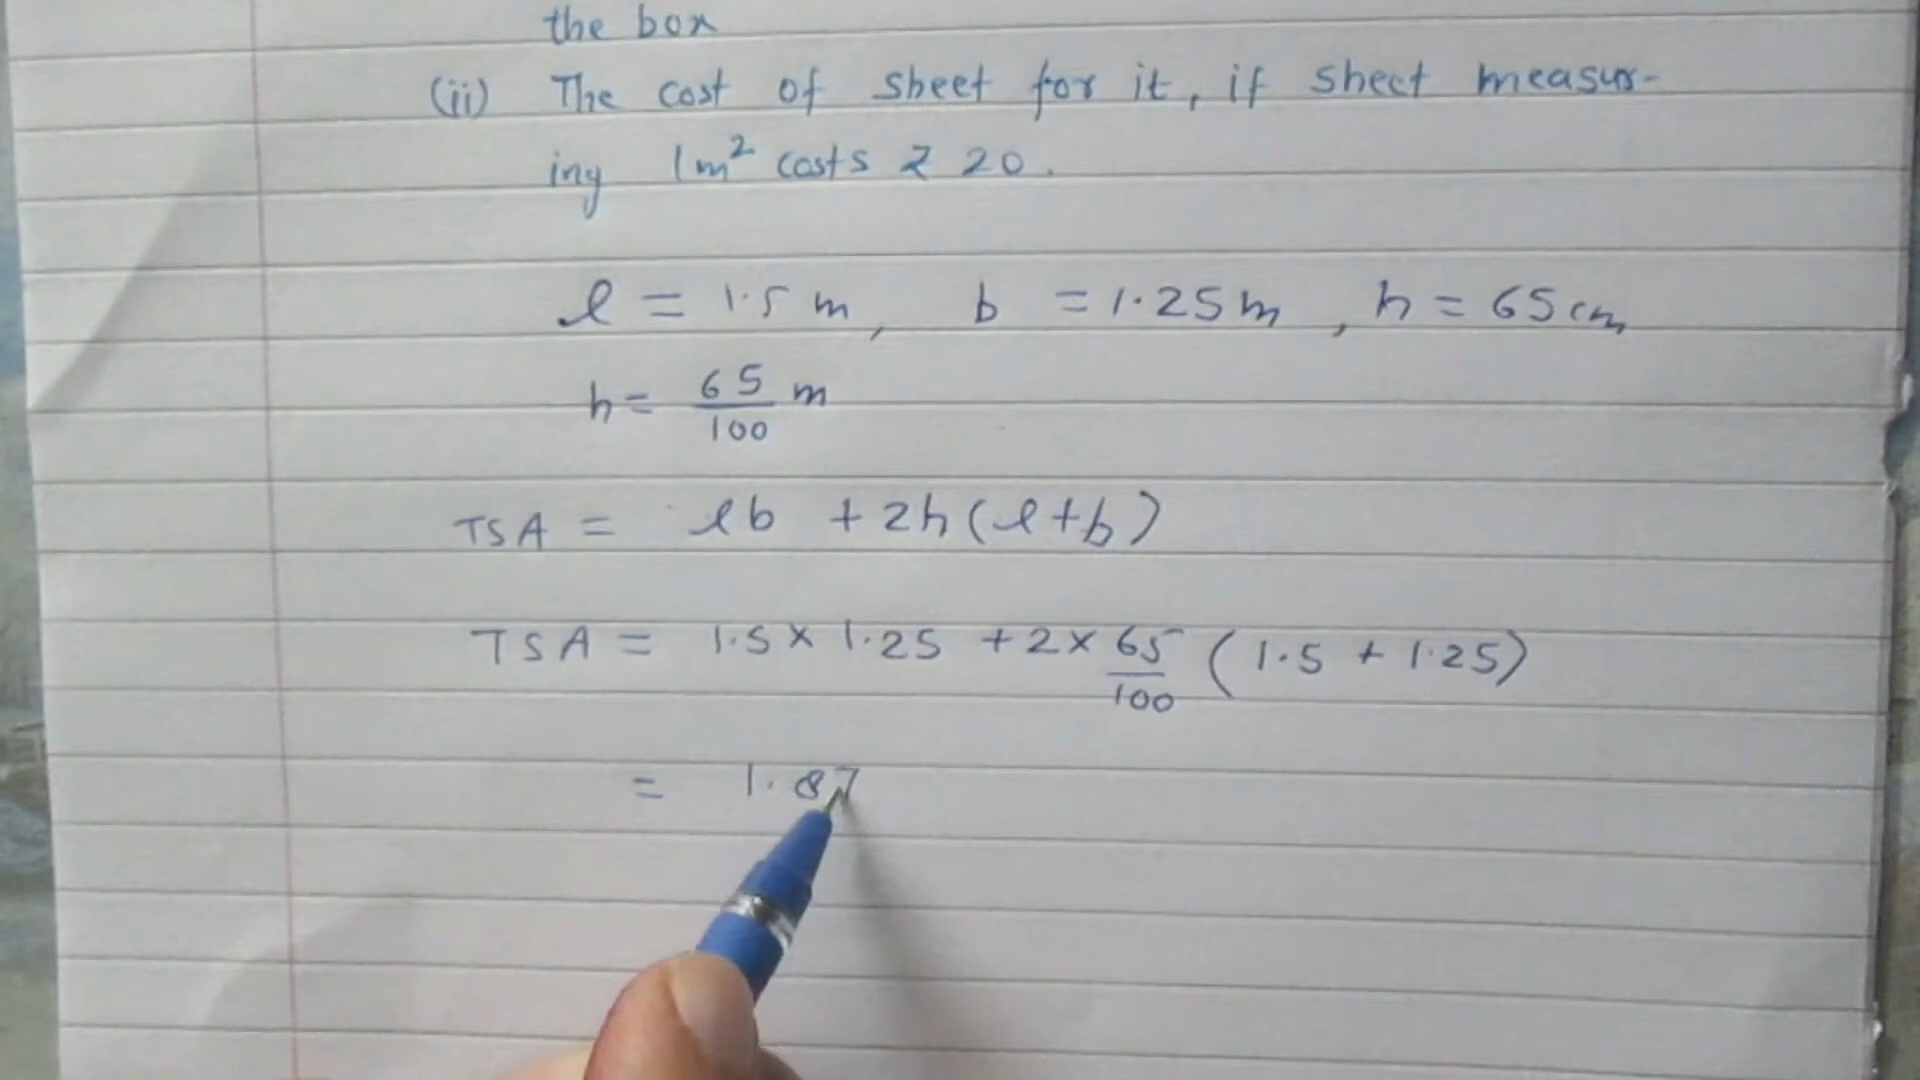 the box
(ii) The cost of sheet for it, if sheet measur-
ing 1m² costs ₹ 20.
l = 1.5 m, b = 1.25 m, h = 65 cm
h = 65/100 m
TSA = lb + 2h(l+b)
TSA = 1.5 × 1.25 + 2 × 65/100 (1.5 + 1.25)
= 1.87